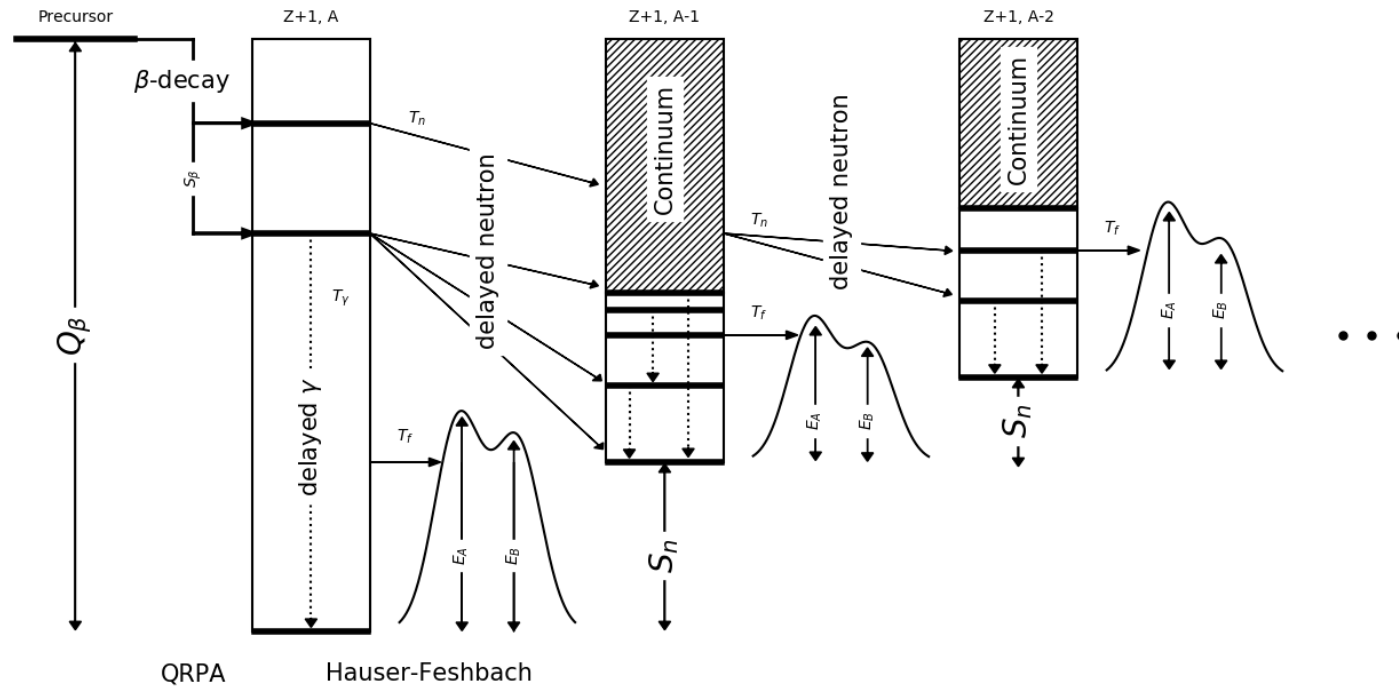 Precursor
Z+1, A
Z+1, A-1
Z+1, A-2
β-decay
S_β
Q_β
T_n
T_γ
delayed γ
T_f
E_A
E_B
delayed neutron
Continuum
T_n
T_f
E_A
E_B
S_n
delayed neutron
Continuum
T_f
E_A
E_B
S_n
QRPA
Hauser-Feshbach